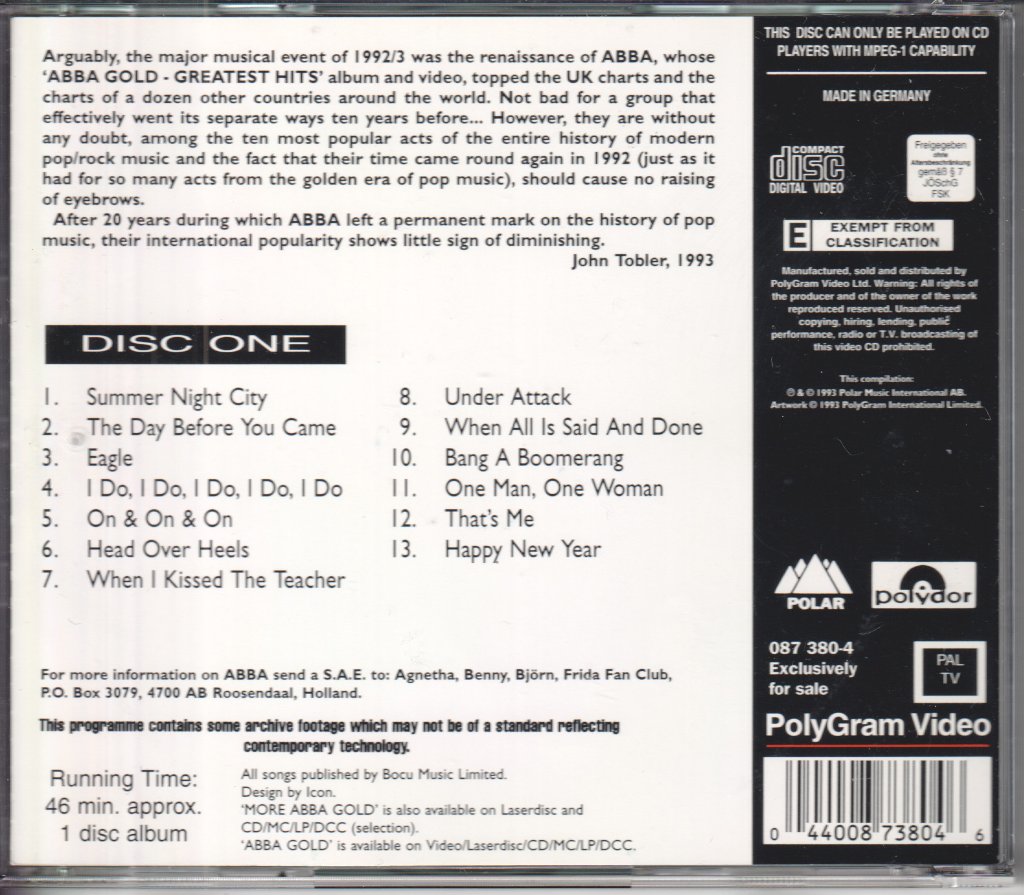 Arguably, the major musical event of 1992/3 was the renaissance of ABBA, whose
'ABBA GOLD - GREATEST HITS' album and video, topped the UK charts and the
charts of a dozen other countries around the world. Not bad for a group that
effectively went its separate ways ten years before... However, they are without
any doubt, among the ten most popular acts of the entire history of modern
pop/rock music and the fact that their time came round again in 1992 (just as it
had for so many acts from the golden era of pop music), should cause no raising
of eyebrows.
After 20 years during which ABBA left a permanent mark on the history of pop
music, their international popularity shows little sign of diminishing.
John Tobler, 1993
DISC ONE
1. Summer Night City
2. The Day Before You Came
3. Eagle
4. I Do, I Do, I Do, I Do, I Do
5. On & On & On
6. Head Over Heels
7. When I Kissed The Teacher
8. Under Attack
9. When All Is Said And Done
10. Bang A Boomerang
11. One Man, One Woman
12. That's Me
13. Happy New Year
For more information on ABBA send a S.A.E. to: Agnetha, Benny, Björn, Frida Fan Club,
P.O. Box 3079, 4700 AB Roosendaal, Holland.
This programme contains some archive footage which may not be of a standard reflecting
contemporary technology.
Running Time:
46 min. approx.
1 disc album
All songs published by Bocu Music Limited.
Design by Icon.
'MORE ABBA GOLD' is also available on Laserdisc and
CD/MC/LP/DCC (selection).
'ABBA GOLD' is available on Video/Laserdisc/CD/MC/LP/DCC.
THIS DISC CAN ONLY BE PLAYED ON CD
PLAYERS WITH MPEG-1 CAPABILITY
MADE IN GERMANY
COMPACT
disc
DIGITAL VIDEO
Freigegeben
ohne
Altersbeschränkung
gemäß § 7
JÖSchG
FSK
E EXEMPT FROM
CLASSIFICATION
Manufactured, sold and distributed by
PolyGram Video Ltd. Warning: All rights of
the producer and of the owner of the work
reproduced reserved. Unauthorised
copying, hiring, lending, public
performance, radio or T.V. broadcasting of
this video CD prohibited.
This compilation:
℗ & © 1993 Polar Music International AB.
Artwork © 1993 PolyGram International Limited.
POLAR
polydor
087 380-4
Exclusively
for sale
PAL
TV
PolyGram Video
0 44008 73804 6